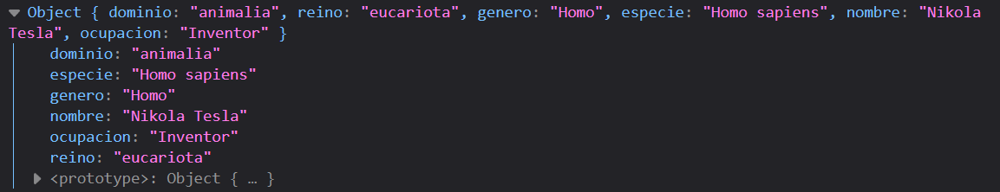 Object { dominio: "animalia", reino: "eucariota", genero: "Homo", especie: "Homo sapiens", nombre: "Nikola
Tesla", ocupacion: "Inventor" }
dominio: "animalia"
especie: "Homo sapiens"
genero: "Homo"
nombre: "Nikola Tesla"
ocupacion: "Inventor"
reino: "eucariota"
<prototype>: Object { … }